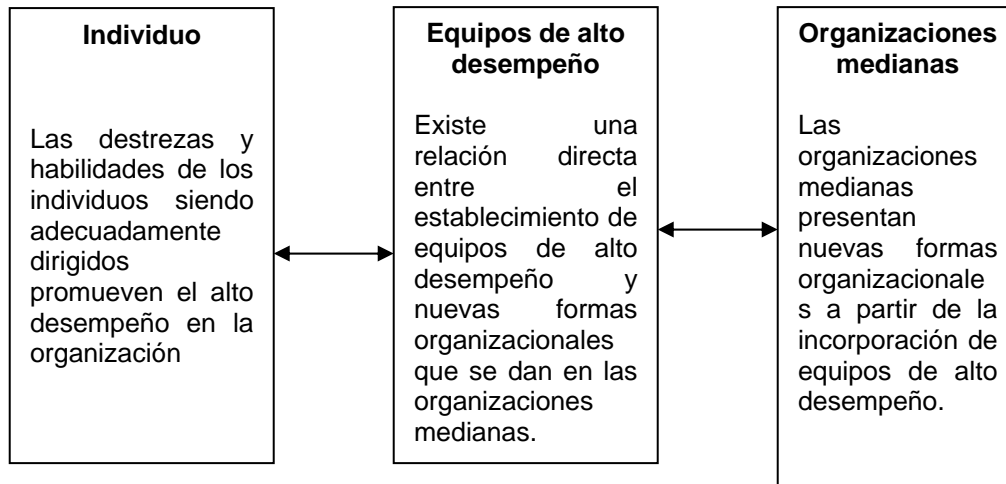 Individuo
Las destrezas y
habilidades de los
individuos siendo
adecuadamente
dirigidos
promueven el alto
desempeño en la
organización
Equipos de alto
desempeño
Existe una
relación directa
entre el
establecimiento de
equipos de alto
desempeño y
nuevas formas
organizacionales
que se dan en las
organizaciones
medianas.
Organizaciones
medianas
Las
organizaciones
medianas
presentan
nuevas formas
organizacionale
s a partir de la
incorporación de
equipos de alto
desempeño.